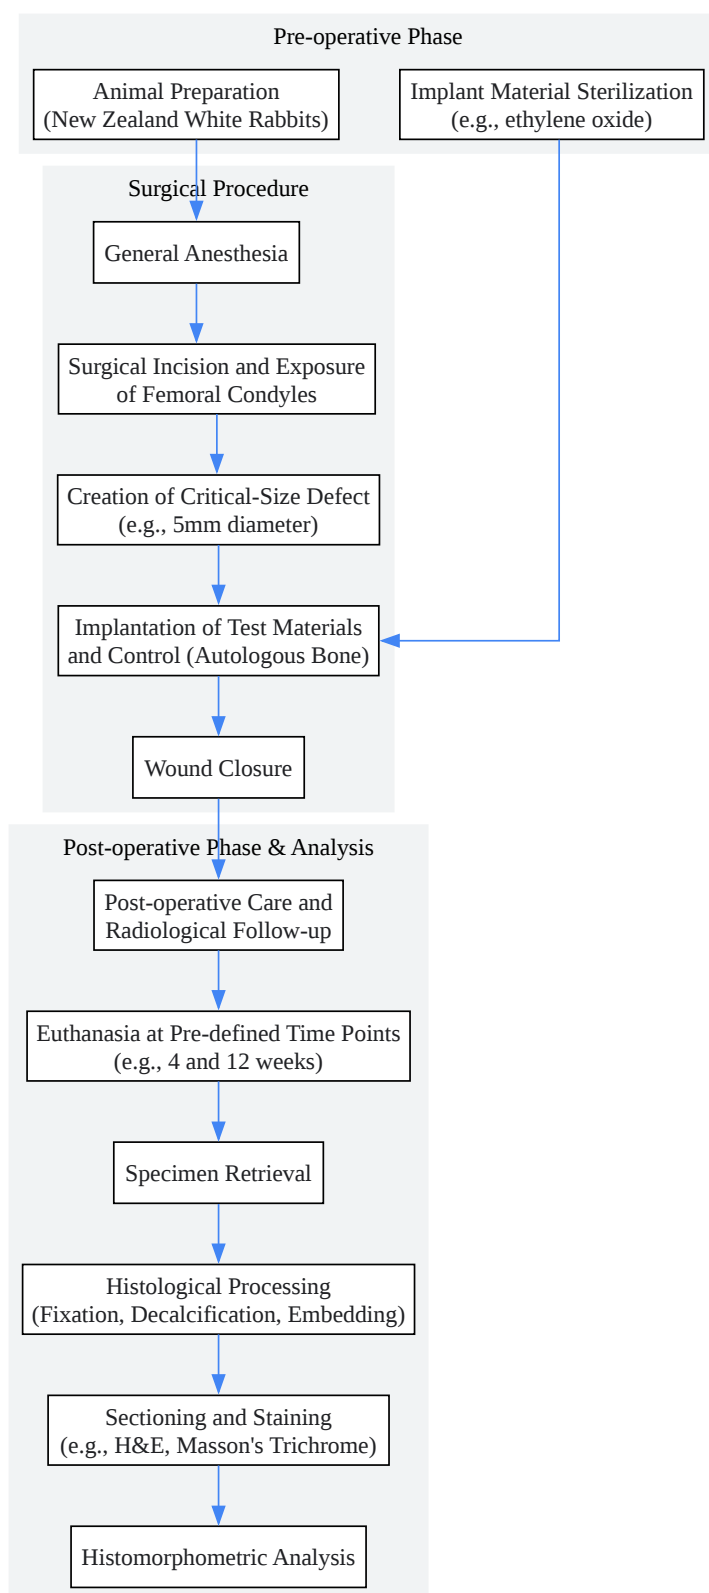 Pre-operative Phase
Animal Preparation
(New Zealand White Rabbits)
Implant Material Sterilization
(e.g., ethylene oxide)
Surgical Procedure
General Anesthesia
Surgical Incision and Exposure
of Femoral Condyles
Creation of Critical-Size Defect
(e.g., 5mm diameter)
Implantation of Test Materials
and Control (Autologous Bone)
Wound Closure
Post-operative Phase & Analysis
Post-operative Care and
Radiological Follow-up
Euthanasia at Pre-defined Time Points
(e.g., 4 and 12 weeks)
Specimen Retrieval
Histological Processing
(Fixation, Decalcification, Embedding)
Sectioning and Staining
(e.g., H&E, Masson's Trichrome)
Histomorphometric Analysis